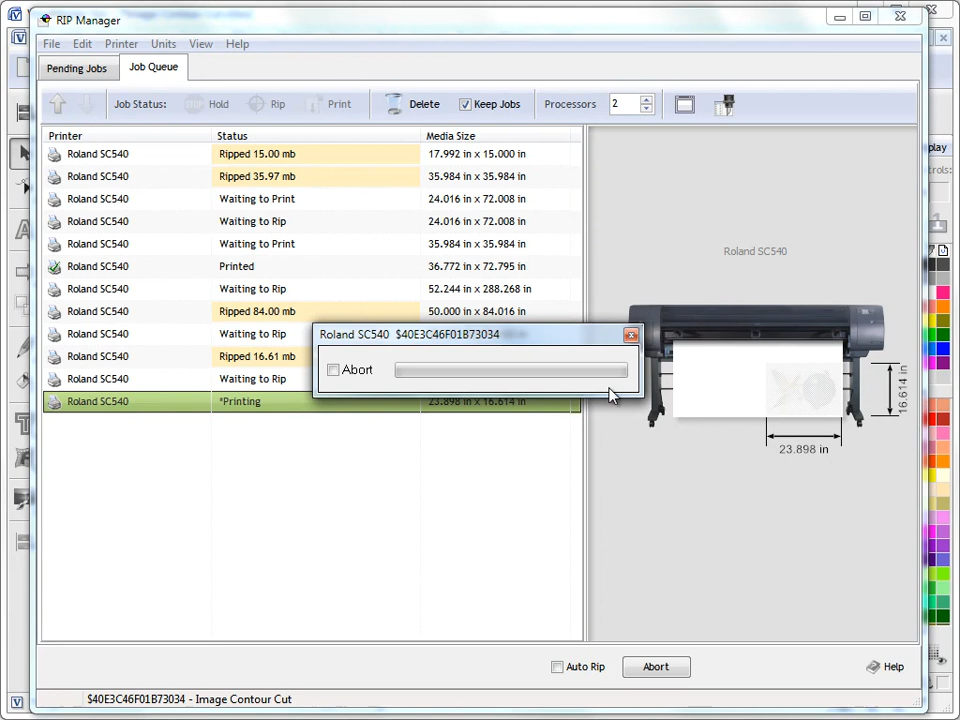 RIP Manager
File Edit Printer Units View Help
Pending Jobs Job Queue
Job Status: Hold Rip Print Delete Keep Jobs Processors 2
Printer Status Media Size
Roland SC540 Ripped 15.00 mb 17.992 in x 15.000 in
Roland SC540 Ripped 35.97 mb 35.984 in x 35.984 in
Roland SC540 Waiting to Print 24.016 in x 72.008 in
Roland SC540 Waiting to Rip 24.016 in x 72.008 in
Roland SC540 Waiting to Print 35.984 in x 35.984 in
Roland SC540 Printed 36.772 in x 72.795 in
Roland SC540 Waiting to Rip 52.244 in x 288.268 in
Roland SC540 Ripped 84.00 mb 50.000 in x 84.016 in
Roland SC540 Waiting to Rip
Roland SC540 Ripped 16.61 mb
Roland SC540 Waiting to Rip
Roland SC540 *Printing 23.898 in x 16.614 in
Roland SC540 $40E3C46F01B73034
Abort
Roland SC540
16.614 in
23.898 in
Auto Rip Abort Help
$40E3C46F01B73034 - Image Contour Cut
play